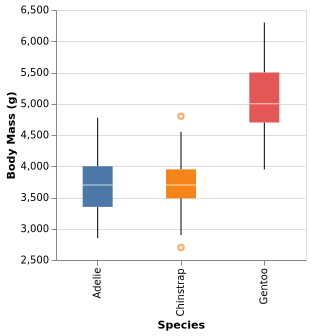 6,500
6,000
5,500
5,000
4,500
4,000
3,500
3,000
2,500
Body Mass (g)
Adelie
Chinstrap
Gentoo
Species